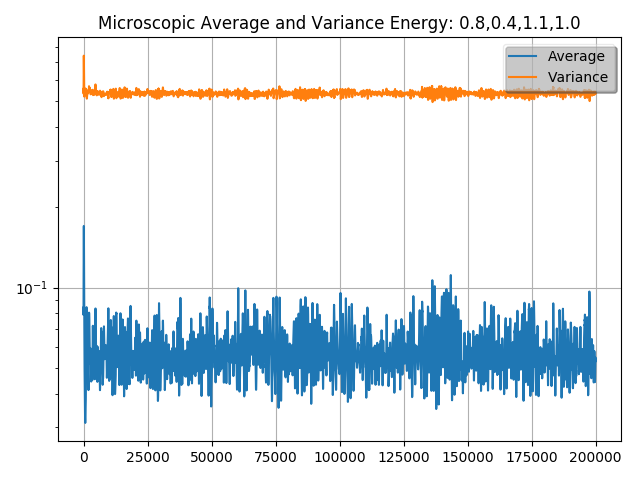 Microscopic Average and Variance Energy: 0.8,0.4,1.1,1.0
Average
Variance
10⁻¹
0 25000 50000 75000 100000 125000 150000 175000 200000